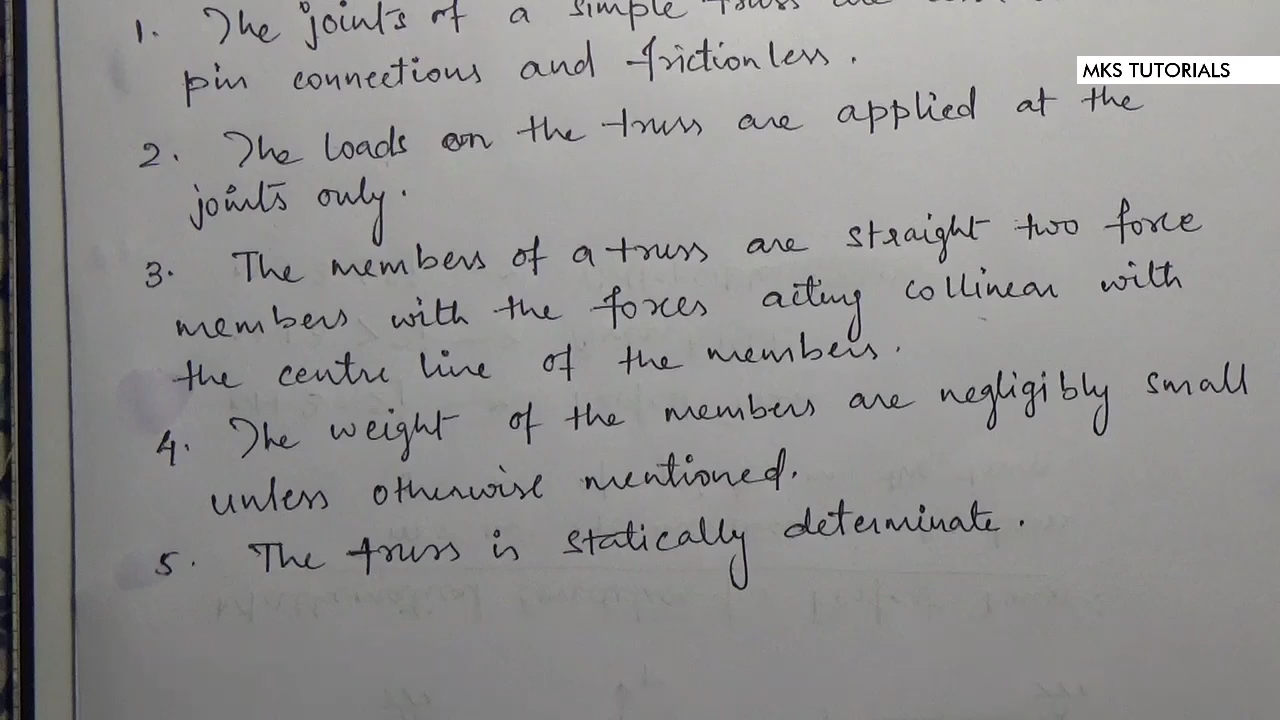 1. The joints of a simple truss are
pin connections and frictionless.
MKS TUTORIALS
2. The loads on the truss are applied at the
joints only.
3. The members of a truss are straight two force
members with the forces acting collinear with
the centre line of the members.
4. The weight of the members are negligibly small
unless otherwise mentioned.
5. The truss is statically determinate.